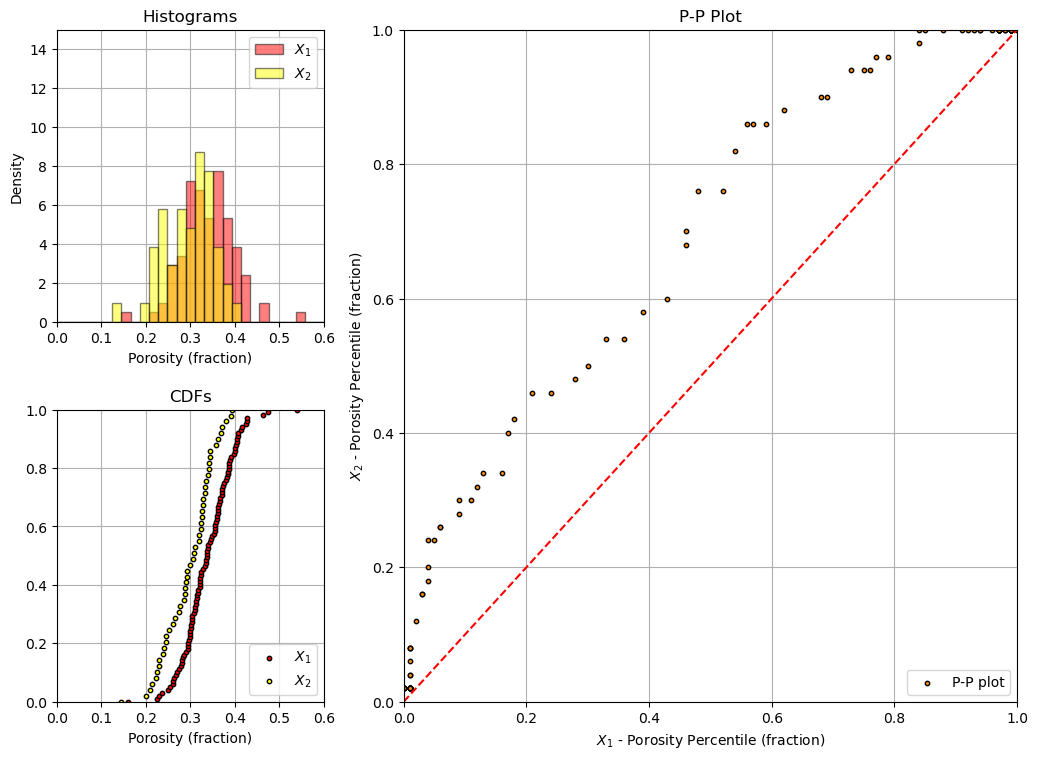 Histograms
14
12
10
8
6
4
2
0
Density
X₁
X₂
0.0 0.1 0.2 0.3 0.4 0.5 0.6
Porosity (fraction)
CDFs
1.0
0.8
0.6
0.4
0.2
0.0
X₁
X₂
0.0 0.1 0.2 0.3 0.4 0.5 0.6
Porosity (fraction)
P-P Plot
1.0
0.8
0.6
0.4
0.2
0.0
X₂ - Porosity Percentile (fraction)
P-P plot
0.0 0.2 0.4 0.6 0.8 1.0
X₁ - Porosity Percentile (fraction)